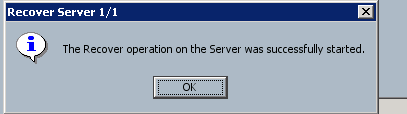 Recover Server 1/1
The Recover operation on the Server was successfully started.
OK